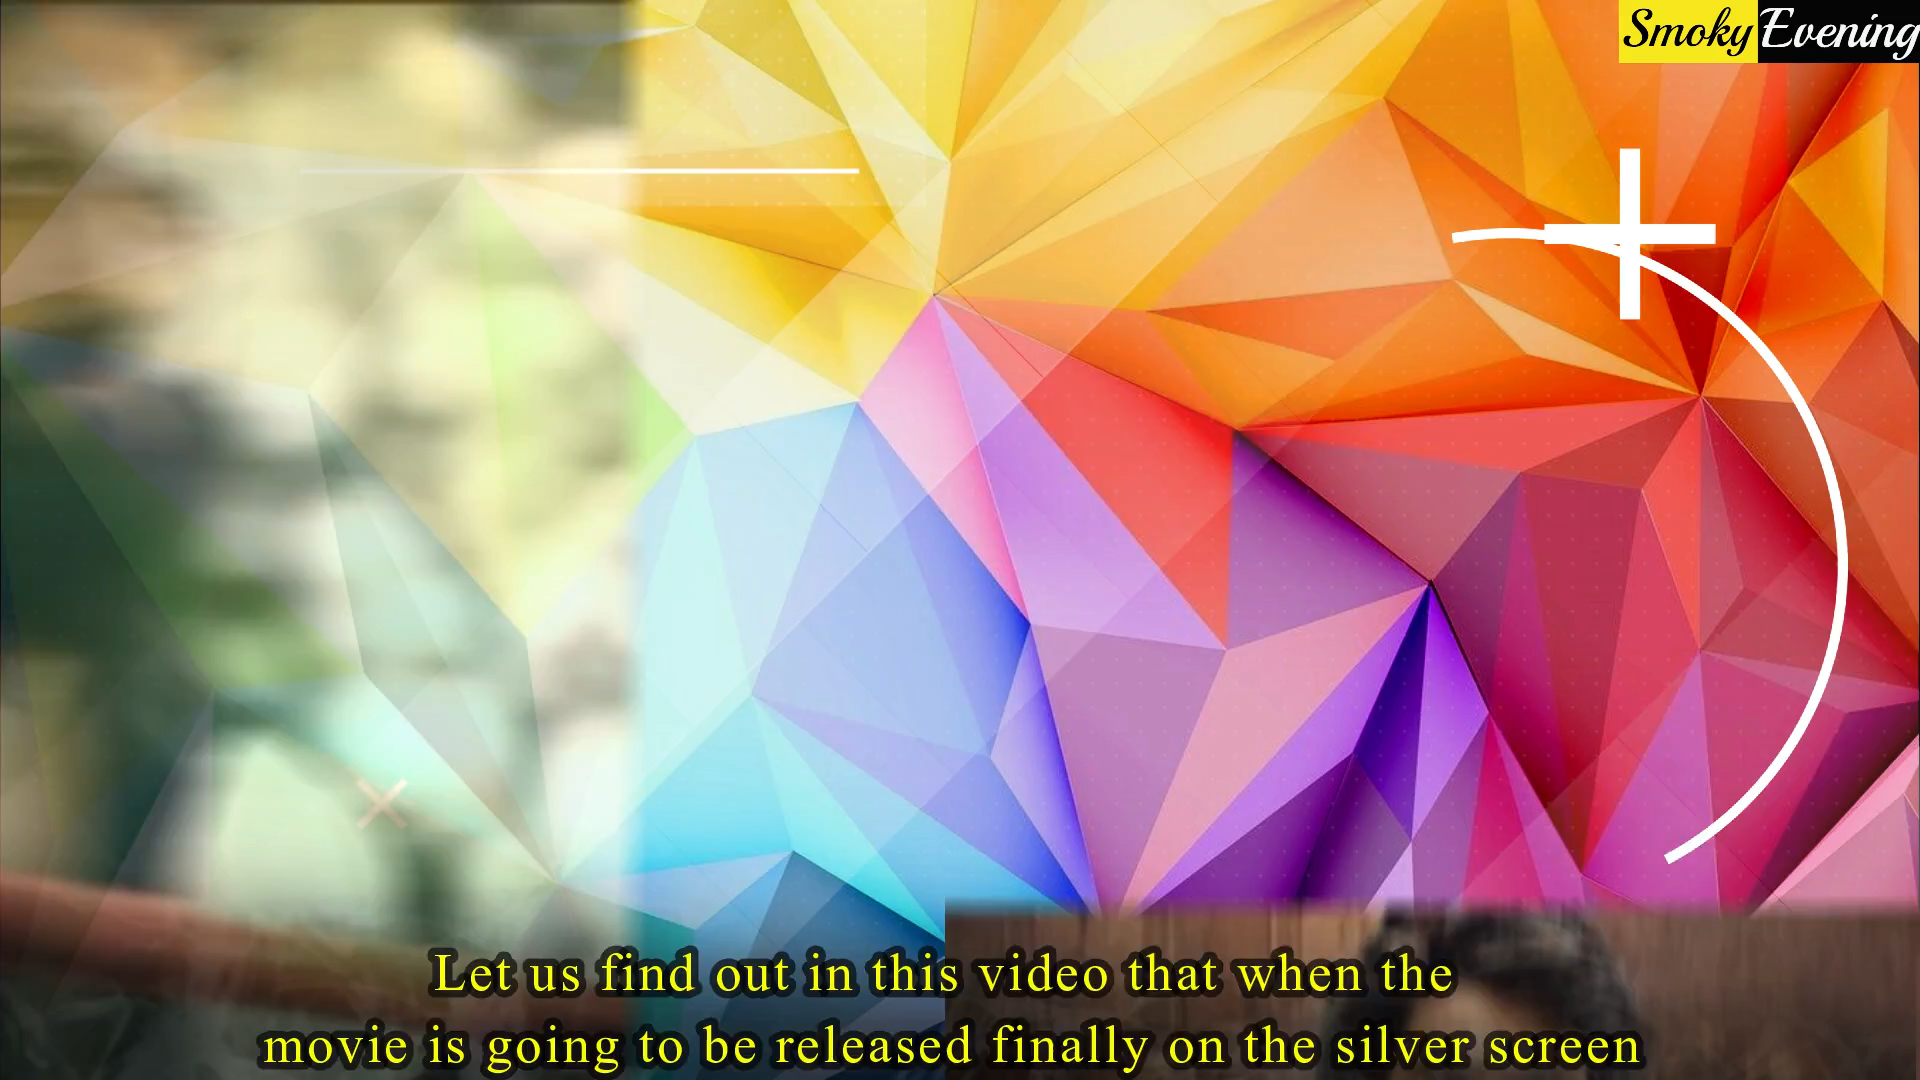 Smoky Evening
Let us find out in this video that when the
movie is going to be released finally on the silver screen